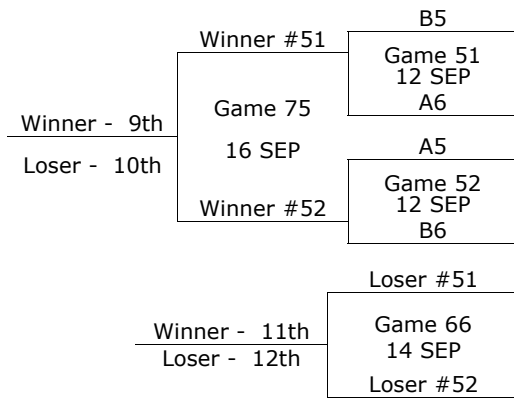 B5
Winner #51
Game 51
12 SEP
A6
Game 75
Winner - 9th
16 SEP
Loser - 10th
A5
Game 52
12 SEP
Winner #52
B6
Loser #51
Game 66
Winner - 11th
14 SEP
Loser - 12th
Loser #52